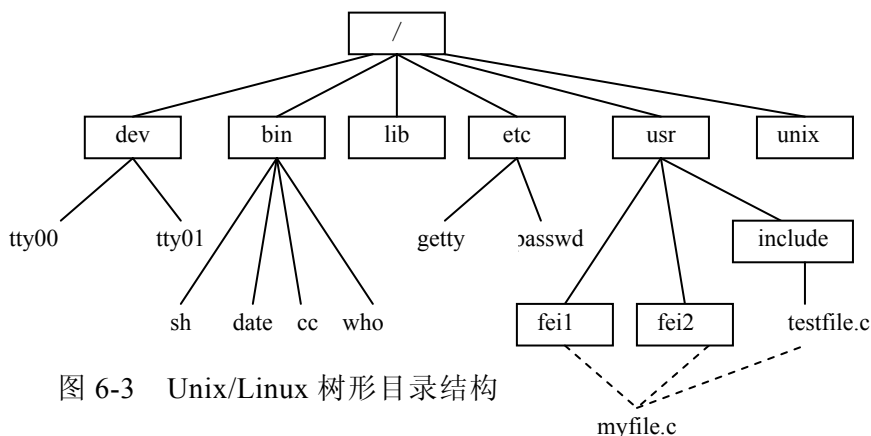 /
dev bin lib etc usr unix
tty00 tty01 getty passwd include
sh date cc who fei1 fei2 testfile.c
图 6-3 Unix/Linux 树形目录结构
myfile.c